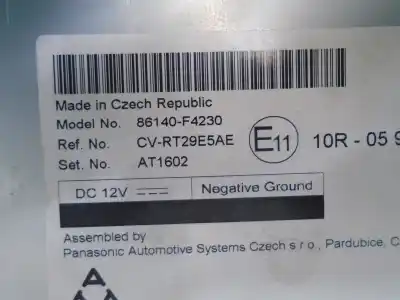 Made in Czech Republic
Model No. 86140-F4230
Ref. No. CV-RT29E5AE
Set. No. AT1602
E11 10R - 05 9
DC 12V Negative Ground
Assembled by
Panasonic Automotive Systems Czech s r o , Pardubice, C